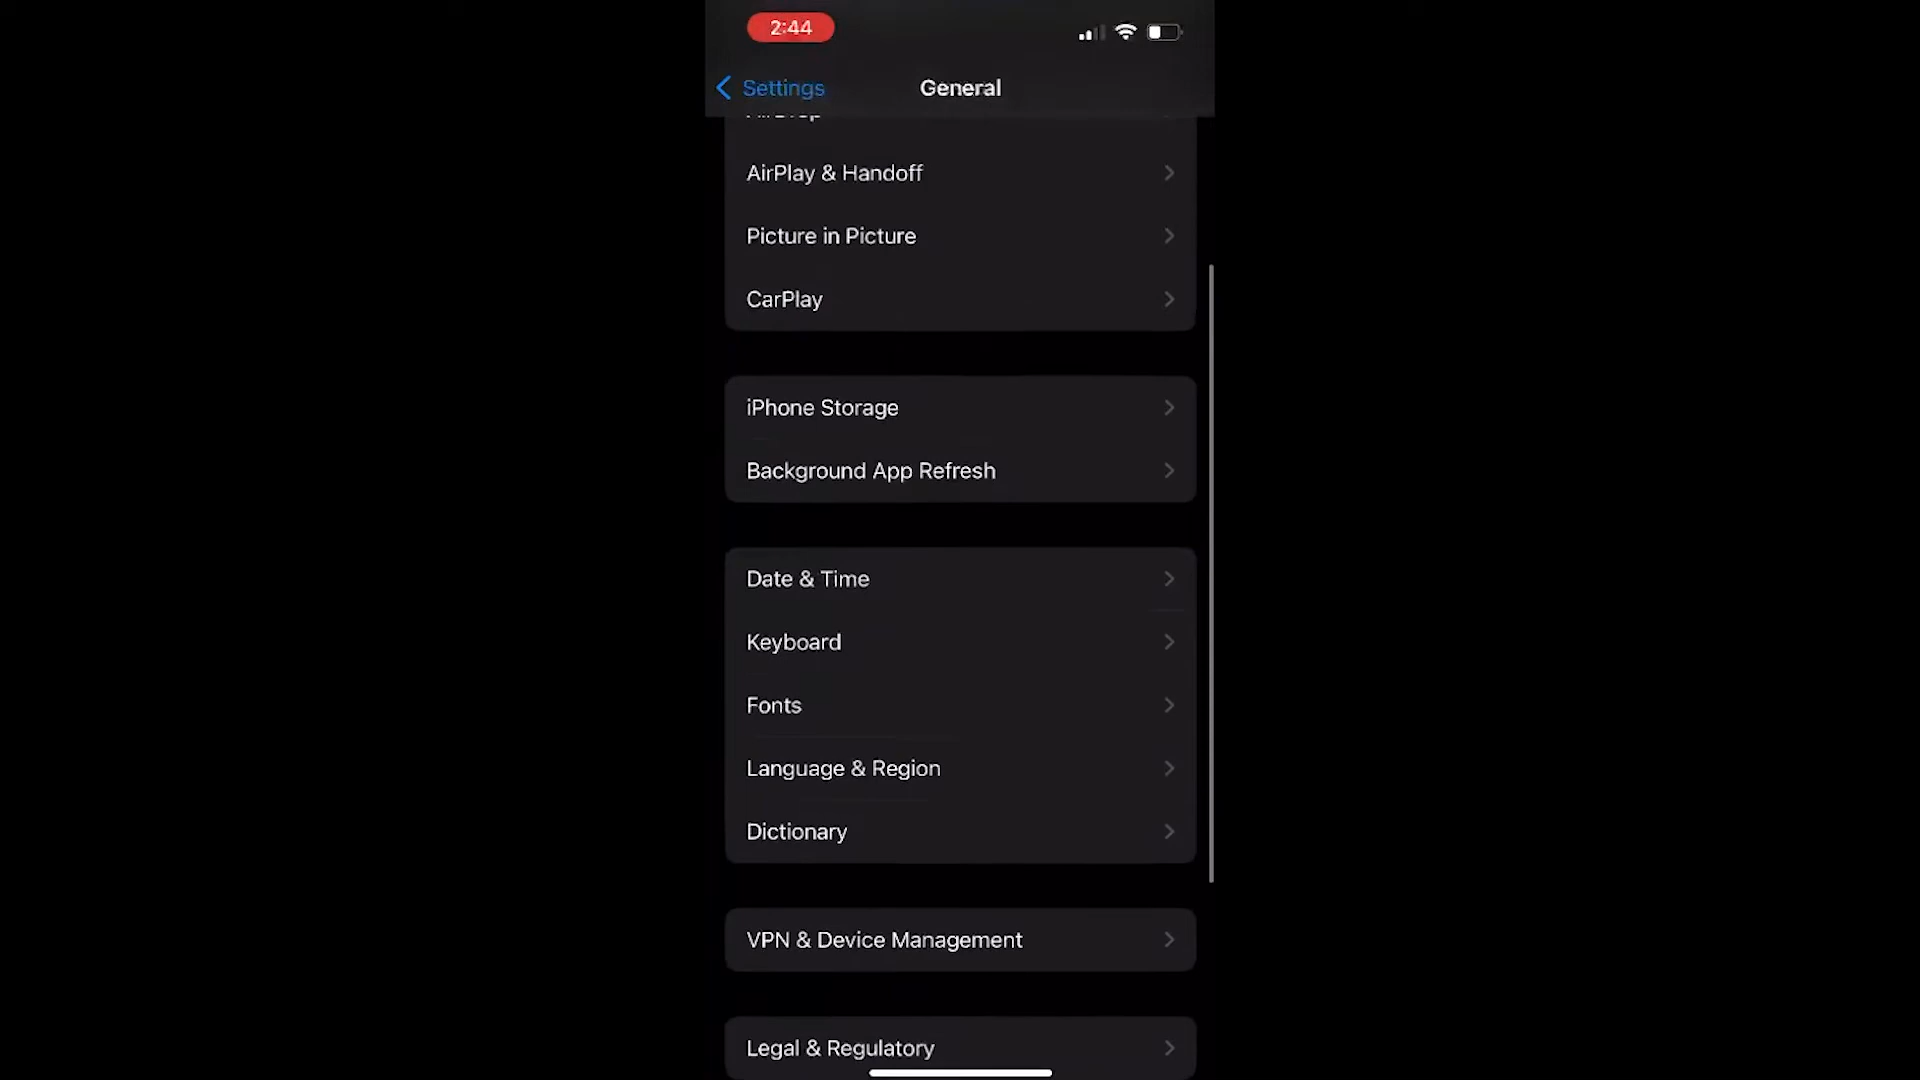 2:44
Settings
General
AirDrop
AirPlay & Handoff
Picture in Picture
CarPlay
iPhone Storage
Background App Refresh
Date & Time
Keyboard
Fonts
Language & Region
Dictionary
VPN & Device Management
Legal & Regulatory